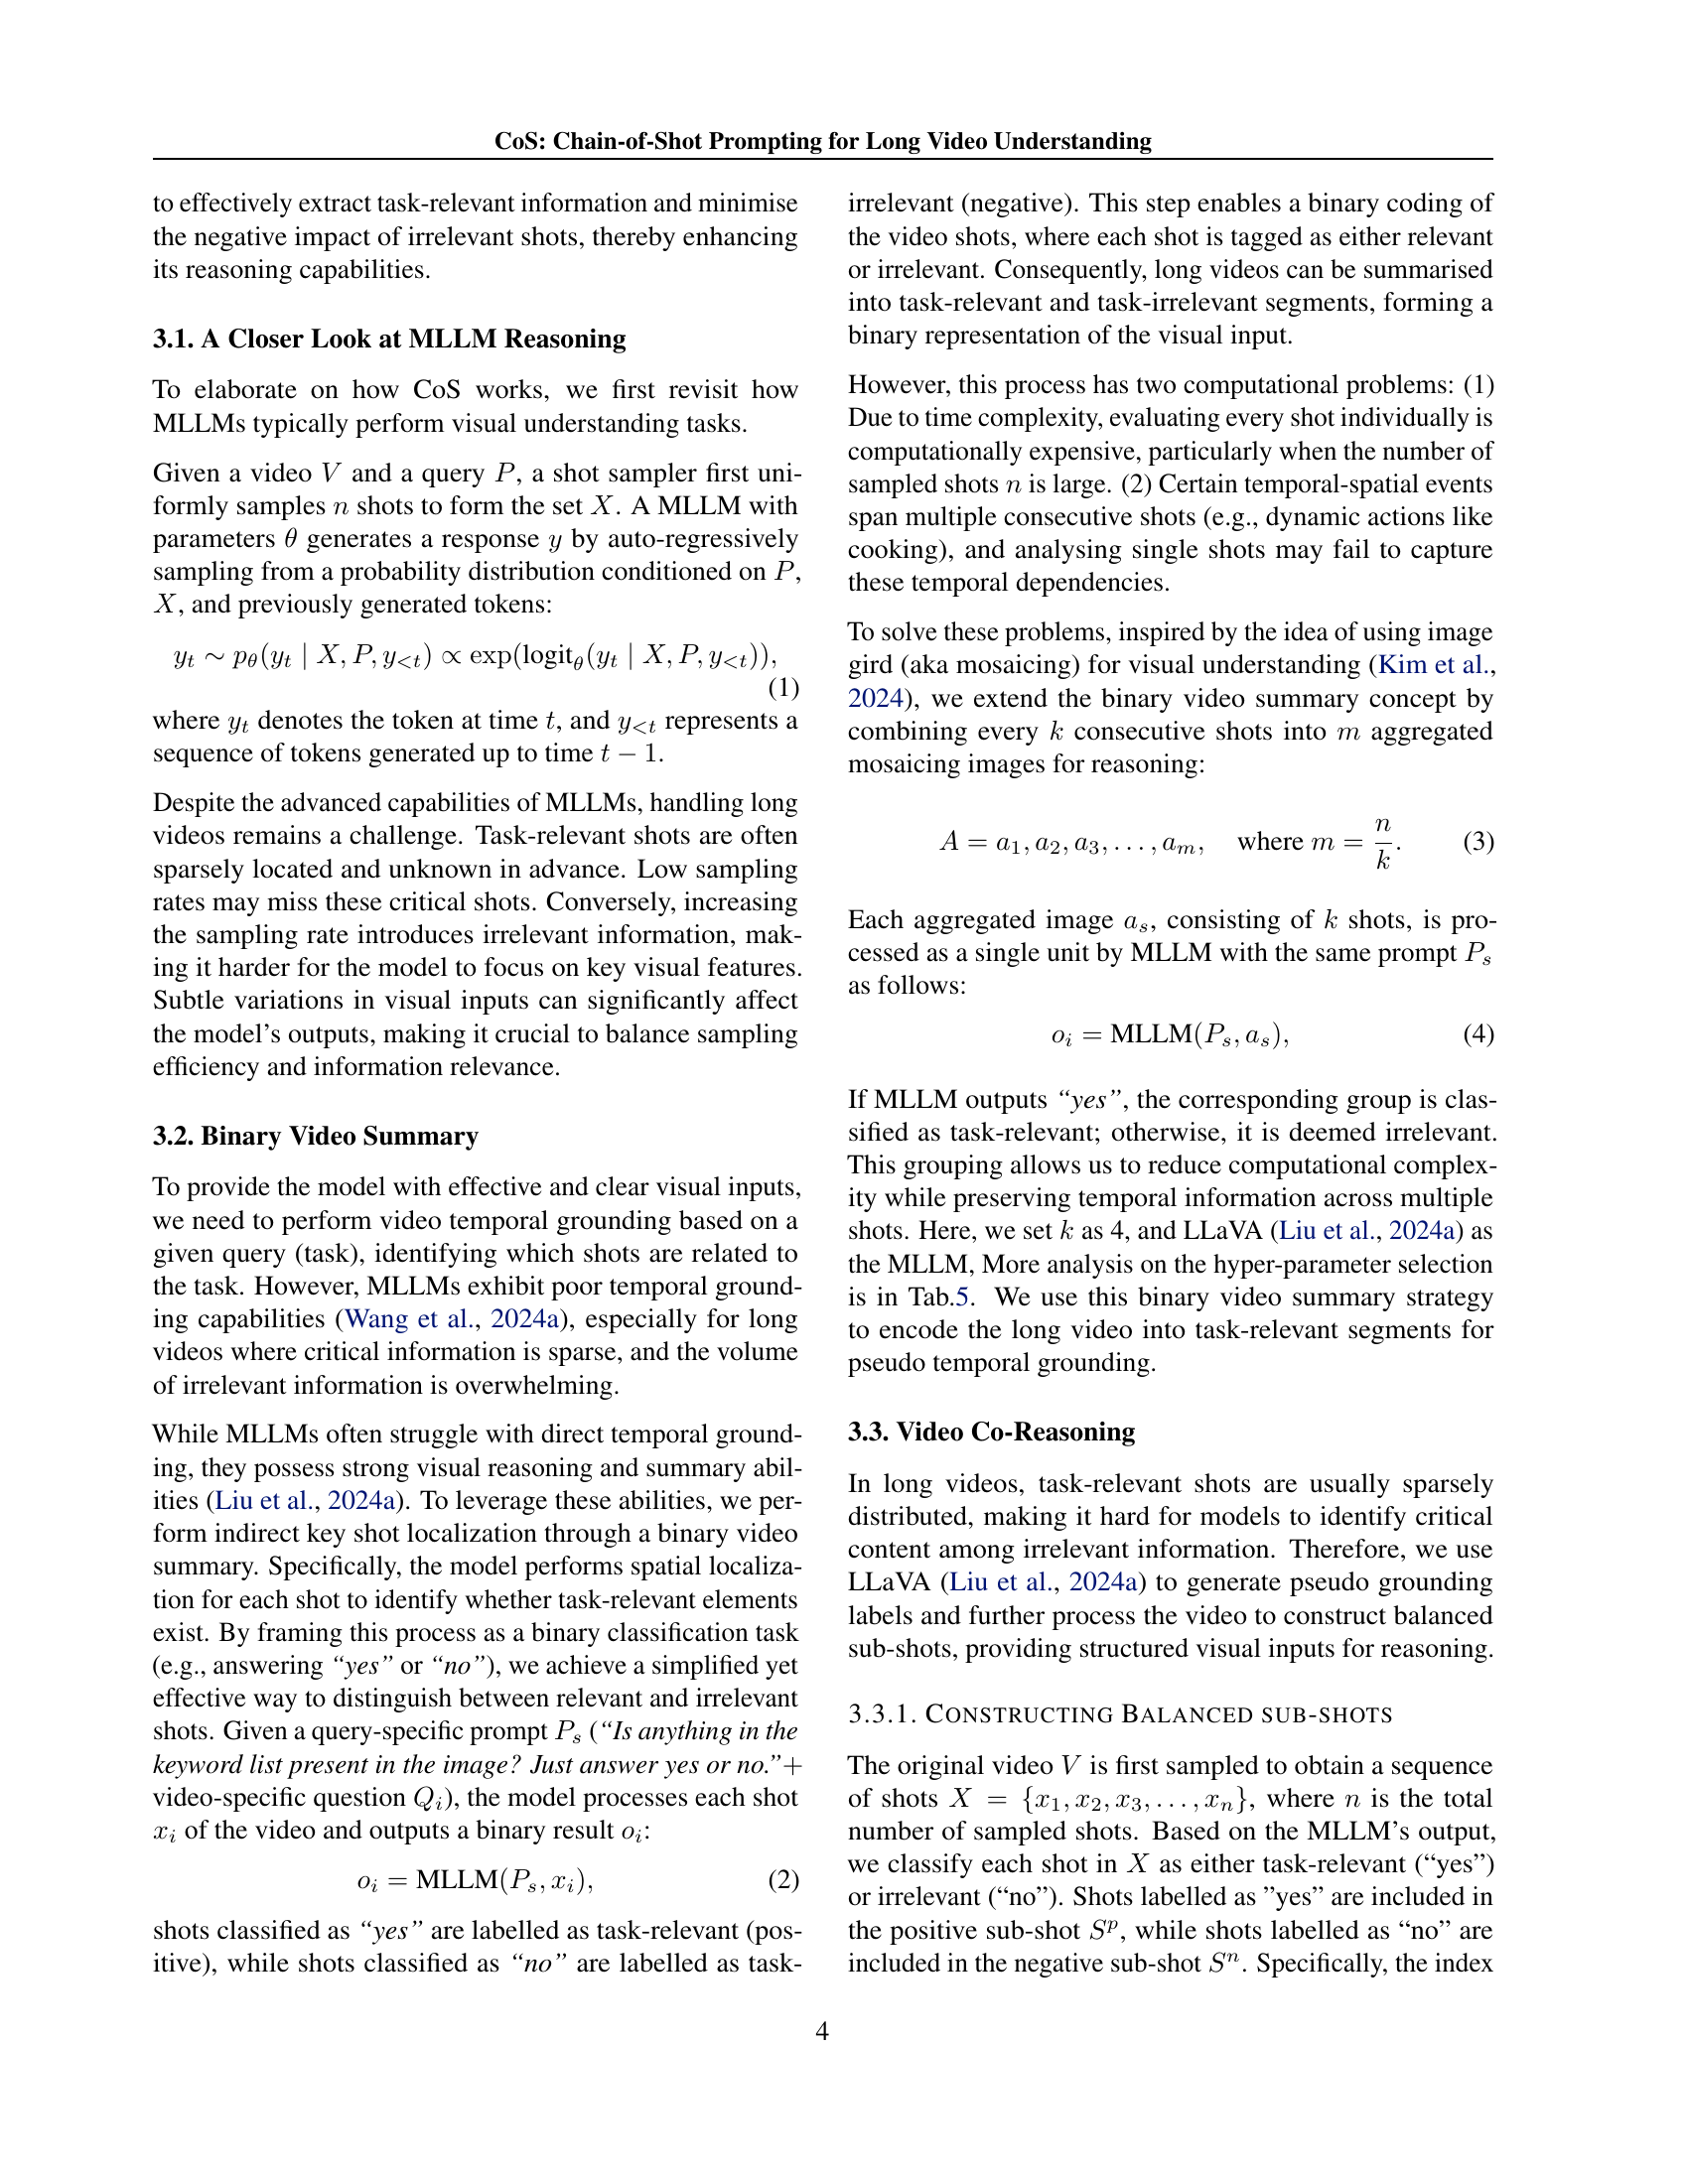 CoS: Chain-of-Shot Prompting for Long Video Understanding
to effectively extract task-relevant information and minimise
the negative impact of irrelevant shots, thereby enhancing
its reasoning capabilities.
3.1. A Closer Look at MLLM Reasoning
To elaborate on how CoS works, we first revisit how
MLLMs typically perform visual understanding tasks.
Given a video V and a query P, a shot sampler first uni-
formly samples n shots to form the set X. A MLLM with
parameters θ generates a response y by auto-regressively
sampling from a probability distribution conditioned on P,
X, and previously generated tokens:
y_t ∼ p_θ(y_t | X, P, y_{<t}) ∝ exp(logit_θ(y_t | X, P, y_{<t})),
(1)
where y_t denotes the token at time t, and y_{<t} represents a
sequence of tokens generated up to time t − 1.
Despite the advanced capabilities of MLLMs, handling long
videos remains a challenge. Task-relevant shots are often
sparsely located and unknown in advance. Low sampling
rates may miss these critical shots. Conversely, increasing
the sampling rate introduces irrelevant information, mak-
ing it harder for the model to focus on key visual features.
Subtle variations in visual inputs can significantly affect
the model's outputs, making it crucial to balance sampling
efficiency and information relevance.
3.2. Binary Video Summary
To provide the model with effective and clear visual inputs,
we need to perform video temporal grounding based on a
given query (task), identifying which shots are related to
the task. However, MLLMs exhibit poor temporal ground-
ing capabilities (Wang et al., 2024a), especially for long
videos where critical information is sparse, and the volume
of irrelevant information is overwhelming.
While MLLMs often struggle with direct temporal ground-
ing, they possess strong visual reasoning and summary abil-
ities (Liu et al., 2024a). To leverage these abilities, we per-
form indirect key shot localization through a binary video
summary. Specifically, the model performs spatial localiza-
tion for each shot to identify whether task-relevant elements
exist. By framing this process as a binary classification task
(e.g., answering “yes” or “no”), we achieve a simplified yet
effective way to distinguish between relevant and irrelevant
shots. Given a query-specific prompt P_s (“Is anything in the
keyword list present in the image? Just answer yes or no.”+
video-specific question Q_i), the model processes each shot
x_i of the video and outputs a binary result o_i:
o_i = MLLM(P_s, x_i), (2)
shots classified as “yes” are labelled as task-relevant (pos-
itive), while shots classified as “no” are labelled as task-
irrelevant (negative). This step enables a binary coding of
the video shots, where each shot is tagged as either relevant
or irrelevant. Consequently, long videos can be summarised
into task-relevant and task-irrelevant segments, forming a
binary representation of the visual input.
However, this process has two computational problems: (1)
Due to time complexity, evaluating every shot individually is
computationally expensive, particularly when the number of
sampled shots n is large. (2) Certain temporal-spatial events
span multiple consecutive shots (e.g., dynamic actions like
cooking), and analysing single shots may fail to capture
these temporal dependencies.
To solve these problems, inspired by the idea of using image
gird (aka mosaicing) for visual understanding (Kim et al.,
2024), we extend the binary video summary concept by
combining every k consecutive shots into m aggregated
mosaicing images for reasoning:
A = a_1, a_2, a_3, . . . , a_m, where m = n/k. (3)
Each aggregated image a_s, consisting of k shots, is pro-
cessed as a single unit by MLLM with the same prompt P_s
as follows:
o_i = MLLM(P_s, a_s), (4)
If MLLM outputs “yes”, the corresponding group is clas-
sified as task-relevant; otherwise, it is deemed irrelevant.
This grouping allows us to reduce computational complex-
ity while preserving temporal information across multiple
shots. Here, we set k as 4, and LLaVA (Liu et al., 2024a) as
the MLLM, More analysis on the hyper-parameter selection
is in Tab.5. We use this binary video summary strategy
to encode the long video into task-relevant segments for
pseudo temporal grounding.
3.3. Video Co-Reasoning
In long videos, task-relevant shots are usually sparsely
distributed, making it hard for models to identify critical
content among irrelevant information. Therefore, we use
LLaVA (Liu et al., 2024a) to generate pseudo grounding
labels and further process the video to construct balanced
sub-shots, providing structured visual inputs for reasoning.
3.3.1. CONSTRUCTING BALANCED SUB-SHOTS
The original video V is first sampled to obtain a sequence
of shots X = {x_1, x_2, x_3, . . . , x_n}, where n is the total
number of sampled shots. Based on the MLLM's output,
we classify each shot in X as either task-relevant (“yes”)
or irrelevant (“no”). Shots labelled as ”yes” are included in
the positive sub-shot S^p, while shots labelled as “no” are
included in the negative sub-shot S^n. Specifically, the index
4